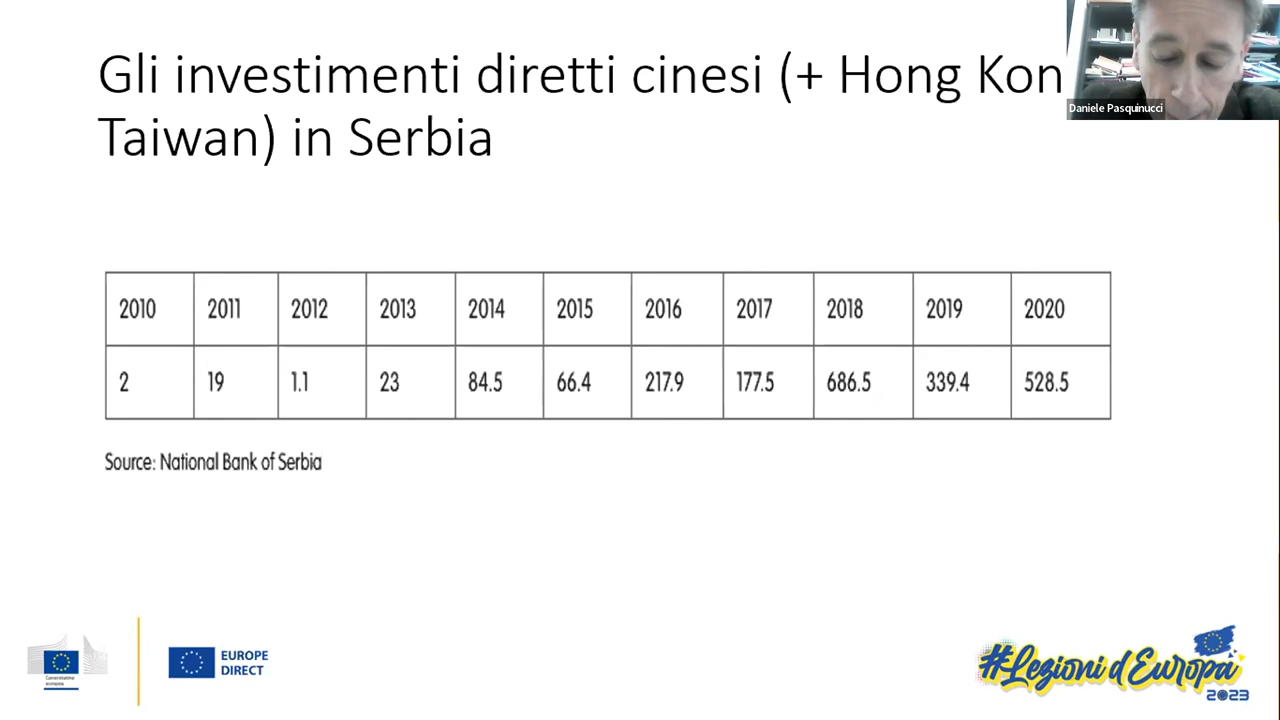 Gli investimenti diretti cinesi (+ Hong Kon
Taiwan) in Serbia
Daniele Pasquinucci
2010 2011 2012 2013 2014 2015 2016 2017 2018 2019 2020
2 19 1.1 23 84.5 66.4 217.9 177.5 686.5 339.4 528.5
Source: National Bank of Serbia
Commissione
europea
EUROPE
DIRECT
#Lezioni d'Europa
2023